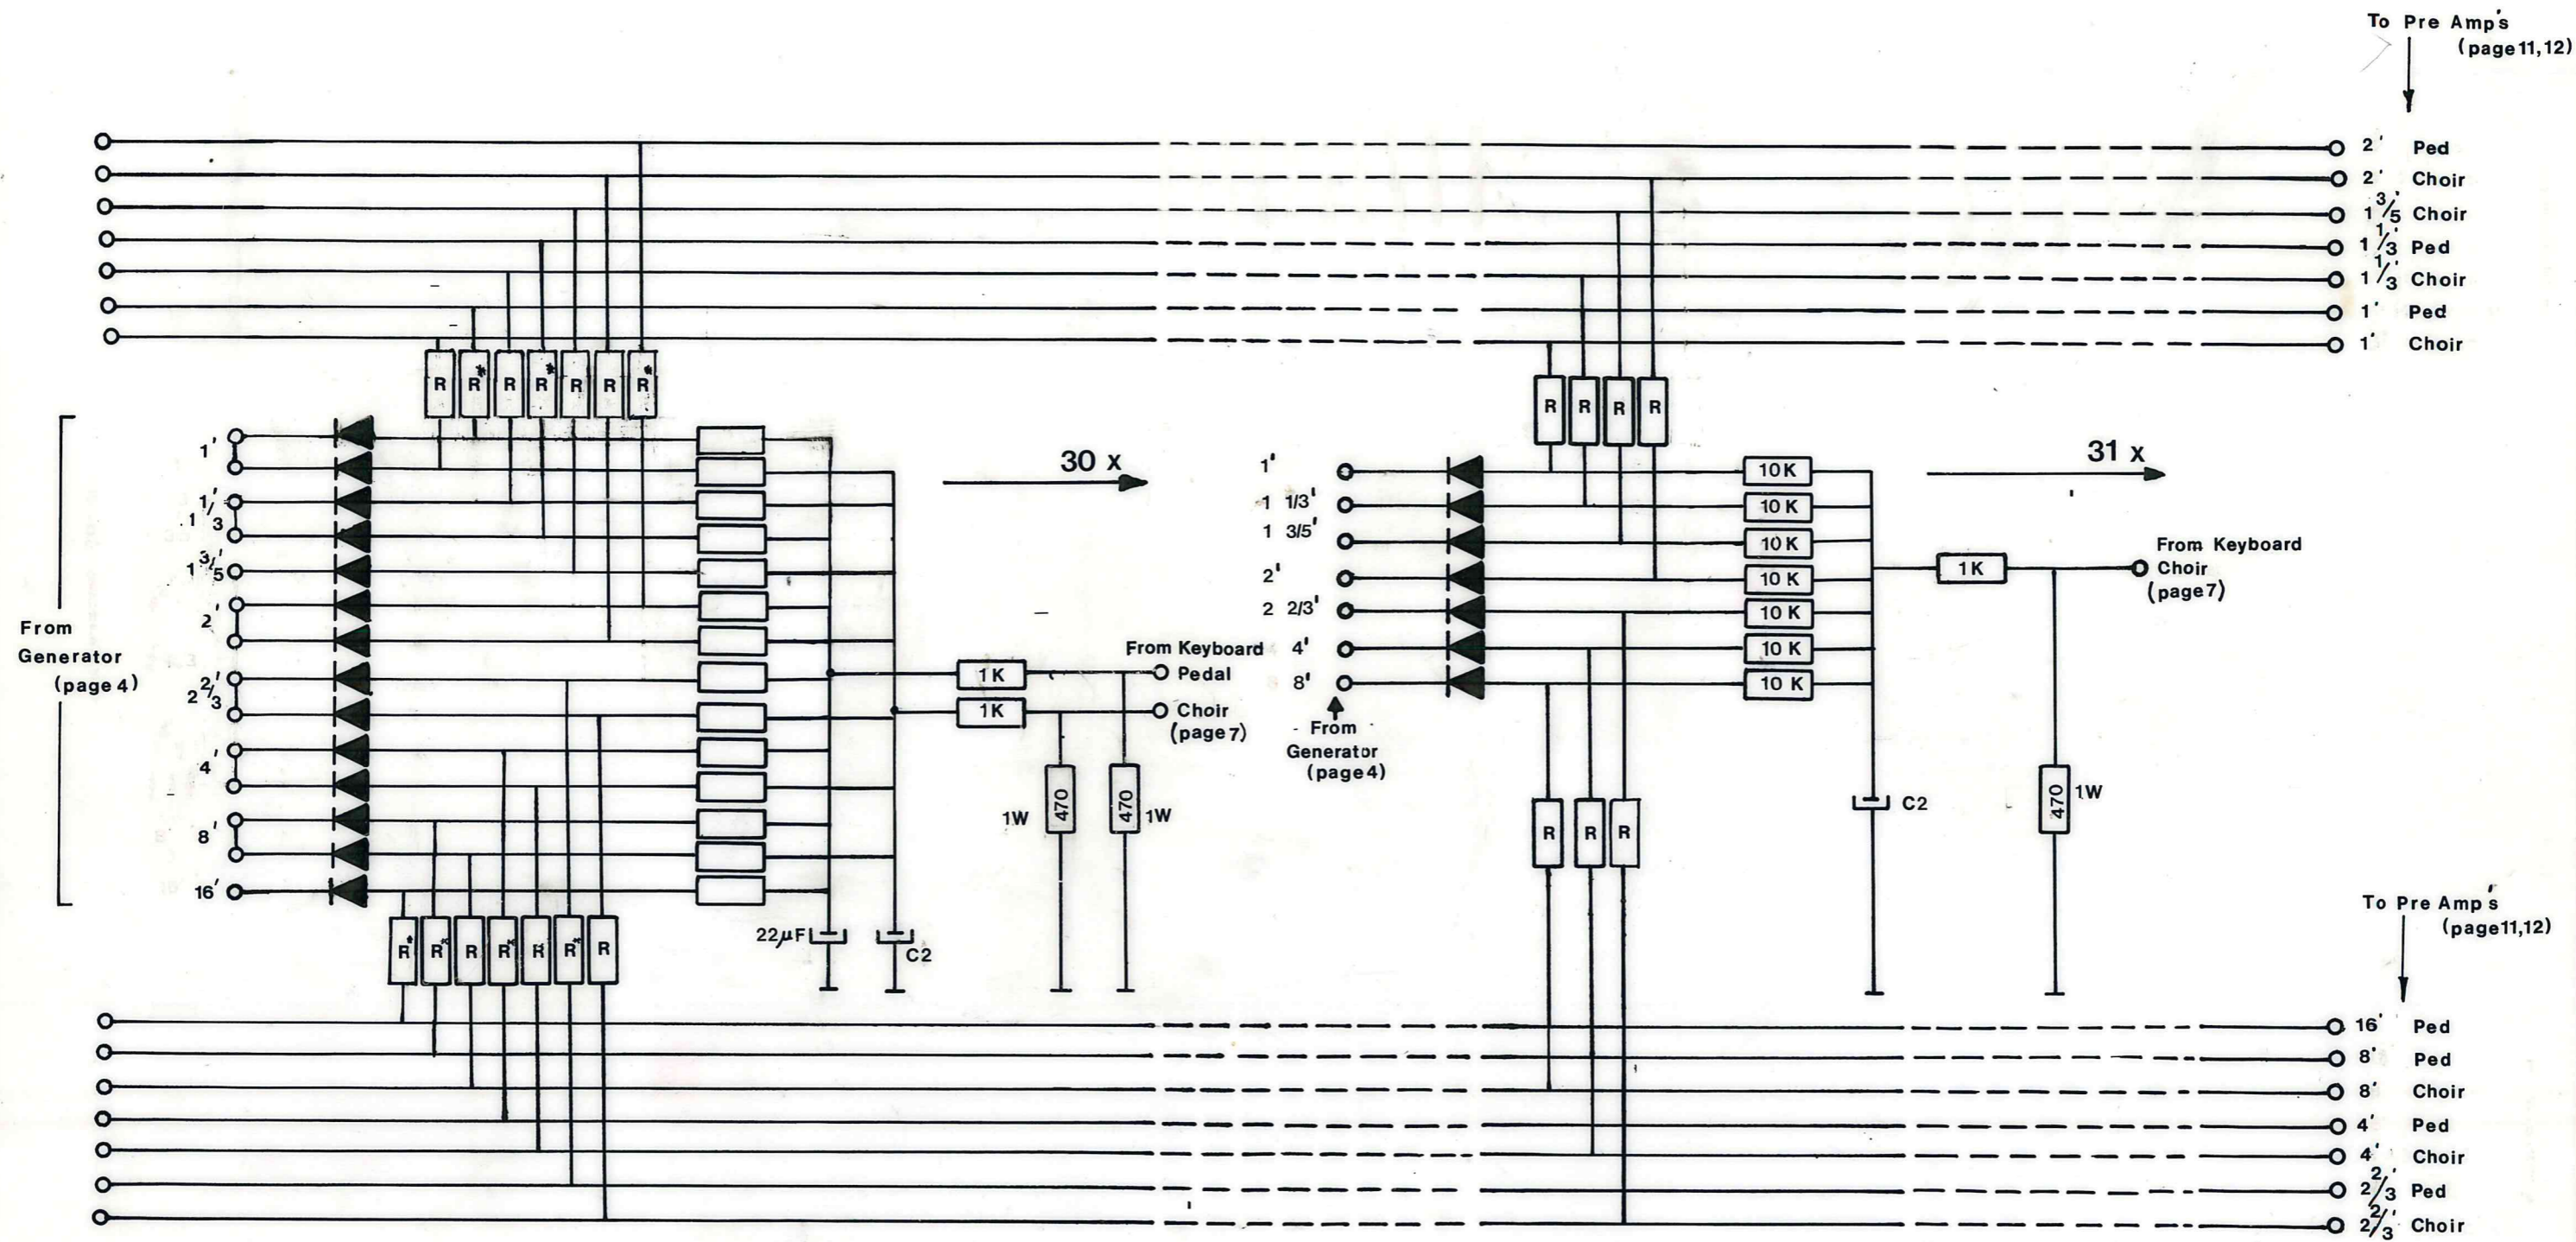 To Pre Amp's
(page 11, 12)
2' Ped
2' Choir
1 3/5' Choir
1 1/3' Ped
1 1/3' Choir
1' Ped
1' Choir
R R* R R* R R R*
R R R R
1'
1 1/3'
1 3/5'
2'
2 2/3'
4'
8'
16'
From
Generator
(page 4)
30 x
From Keyboard
Pedal
Choir
(page 7)
1K
1K
470
1W
470
1W
22µF
C2
R* R* R R* R R* R
1'
1 1/3'
1 3/5'
2'
2 2/3'
4'
8'
From
Generator
(page 4)
10K
10K
10K
10 K
10 K
10 K
10 K
31 x
1K
From Keyboard
Choir
(page 7)
R R R
C2
470
1W
To Pre Amp's
(page 11,12)
16' Ped
8' Ped
8' Choir
4' Ped
4' Choir
2 2/3' Ped
2 2/3' Choir